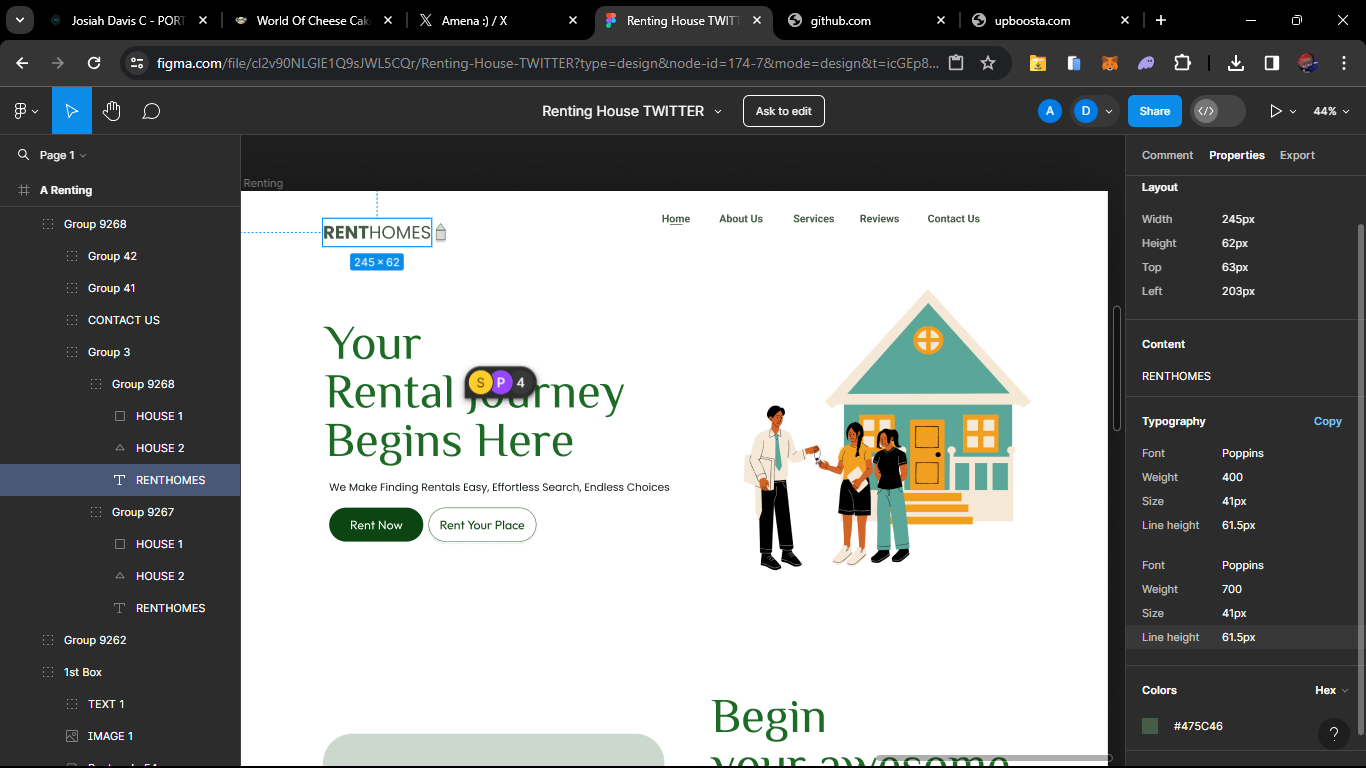 Josiah Davis C - PORT
World Of Cheese Cak
Amena :) / X
Renting House TWITT
github.com
upboosta.com
figma.com/file/cl2v90NLGIE1Q9sJWL5CQr/Renting-House-TWITTER?type=design&node-id=174-7&mode=design&t=icGEp8...
Renting House TWITTER
Ask to edit
A
D
Share
44%
Page 1
A Renting
Group 9268
Group 42
Group 41
CONTACT US
Group 3
Group 9268
HOUSE 1
HOUSE 2
RENTHOMES
Group 9267
HOUSE 1
HOUSE 2
RENTHOMES
Group 9262
1st Box
TEXT 1
IMAGE 1
Renting
RENTHOMES
245 × 62
Home
About Us
Services
Reviews
Contact Us
Your
Rental Journey
Begins Here
S P 4
We Make Finding Rentals Easy, Effortless Search, Endless Choices
Rent Now
Rent Your Place
Begin
your awesome
Comment
Properties
Export
Layout
Width 245px
Height 62px
Top 63px
Left 203px
Content
RENTHOMES
Typography Copy
Font Poppins
Weight 400
Size 41px
Line height 61.5px
Font Poppins
Weight 700
Size 41px
Line height 61.5px
Colors Hex
#475C46
?